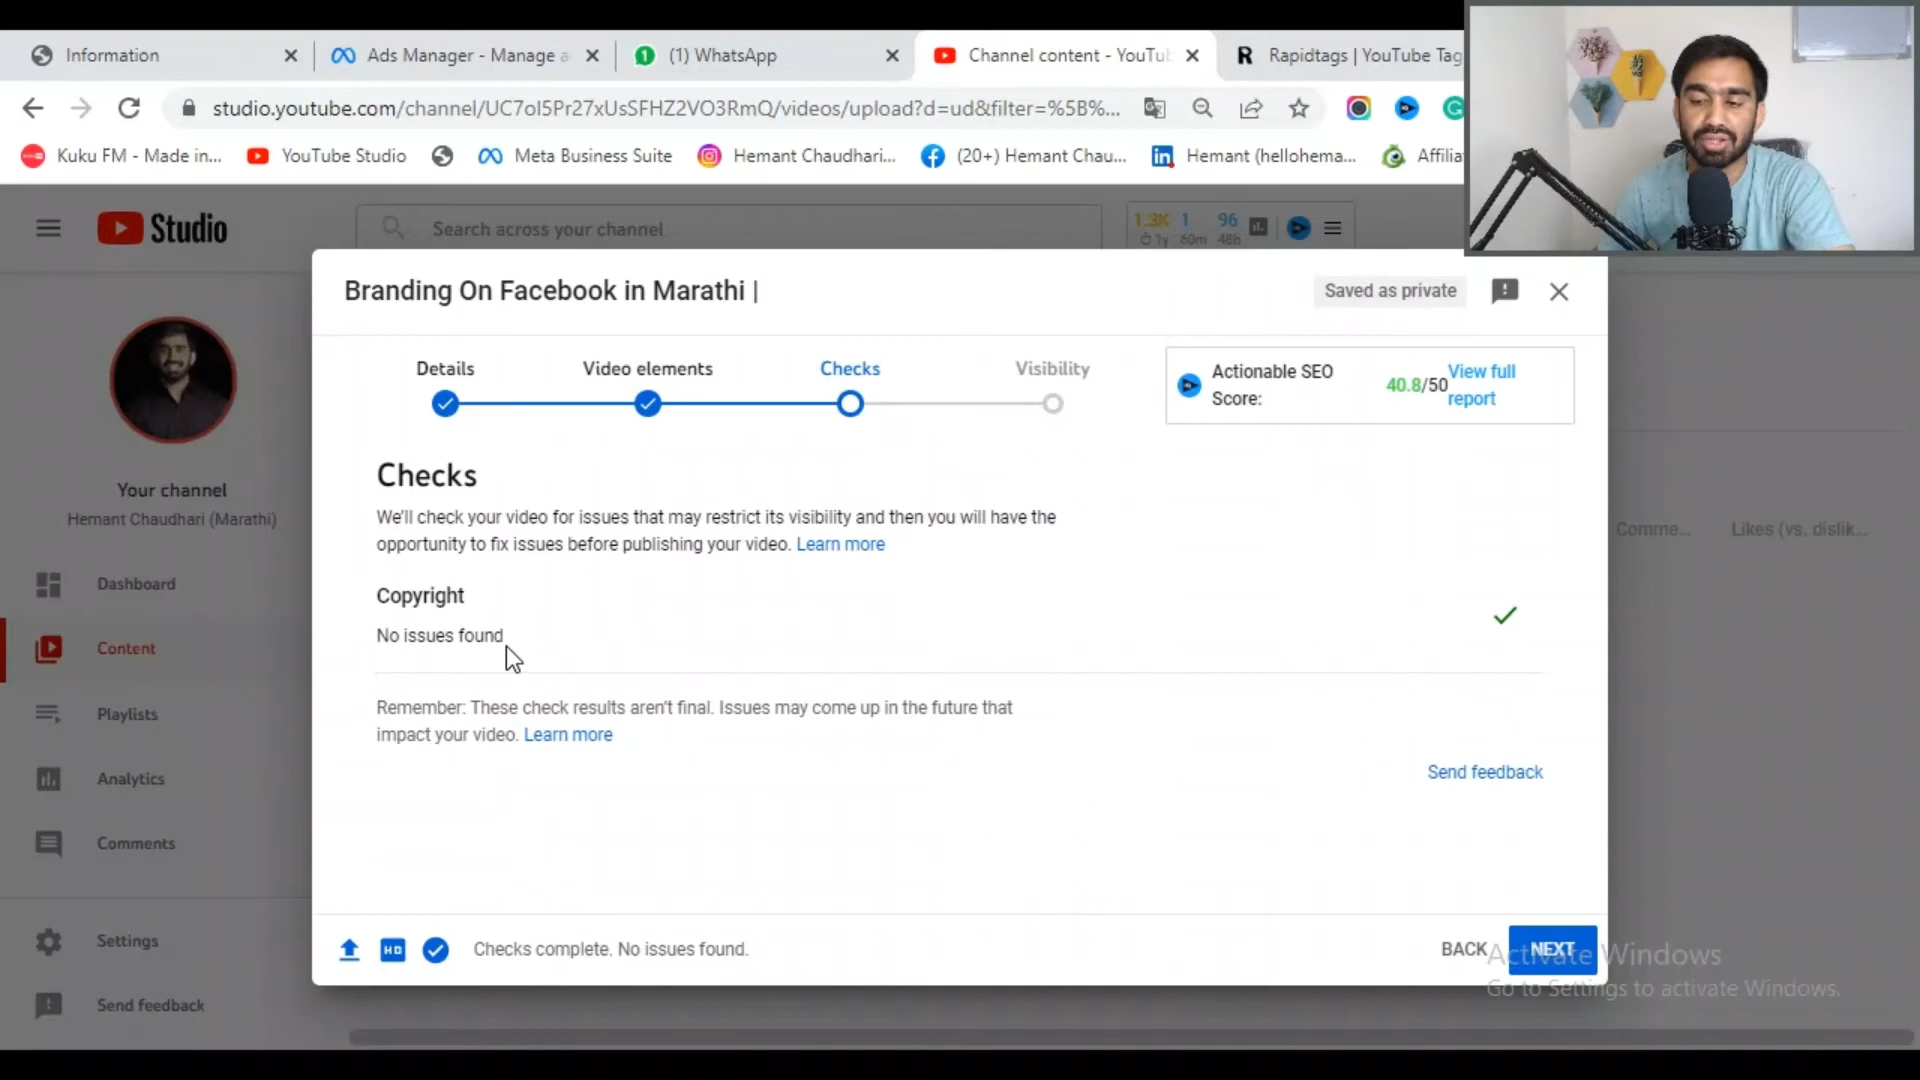 Information
Ads Manager - Manage a
(1) WhatsApp
Channel content - YouTu
Rapidtags | YouTube Tag
studio.youtube.com/channel/UC7oI5Pr27xUsSFHZ2VO3RmQ/videos/upload?d=ud&filter=%5B%...
Kuku FM - Made in...
YouTube Studio
Meta Business Suite
Hemant Chaudhari...
(20+) Hemant Chau...
Hemant (hellohema...
Affilia
Studio
Search across your channel
1.3K 1 96
1y 60m 48h
Branding On Facebook in Marathi |
Saved as private
Details
Video elements
Checks
Visibility
Actionable SEO
Score:
40.8/50
View full
report
Checks
We'll check your video for issues that may restrict its visibility and then you will have the
opportunity to fix issues before publishing your video. Learn more
Copyright
No issues found
Remember: These check results aren't final. Issues may come up in the future that
impact your video. Learn more
Send feedback
Your channel
Hemant Chaudhari (Marathi)
Dashboard
Content
Playlists
Analytics
Comments
Settings
Send feedback
Comme...
Likes (vs. dislik...
HD
Checks complete. No issues found.
BACK
NEXT
Activate Windows
Go to Settings to activate Windows.